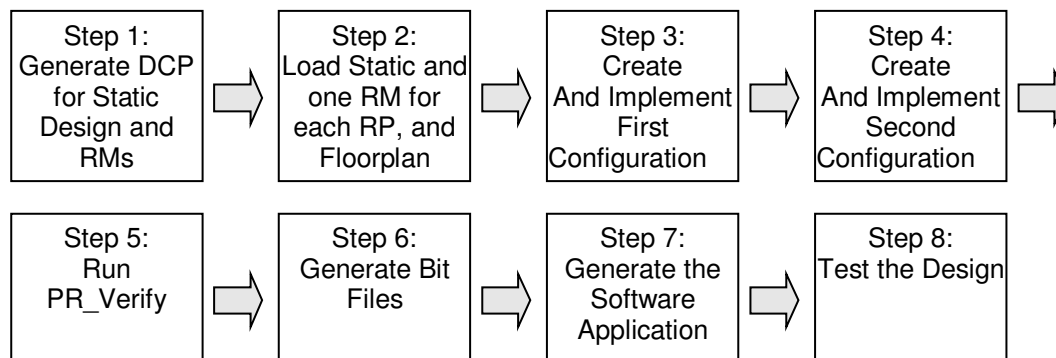 Step 1:
Generate DCP
for Static
Design and
RMs
Step 2:
Load Static and
one RM for
each RP, and
Floorplan
Step 3:
Create
And Implement
First
Configuration
Step 4:
Create
And Implement
Second
Configuration
Step 5:
Run
PR_Verify
Step 6:
Generate Bit
Files
Step 7:
Generate the
Software
Application
Step 8:
Test the Design